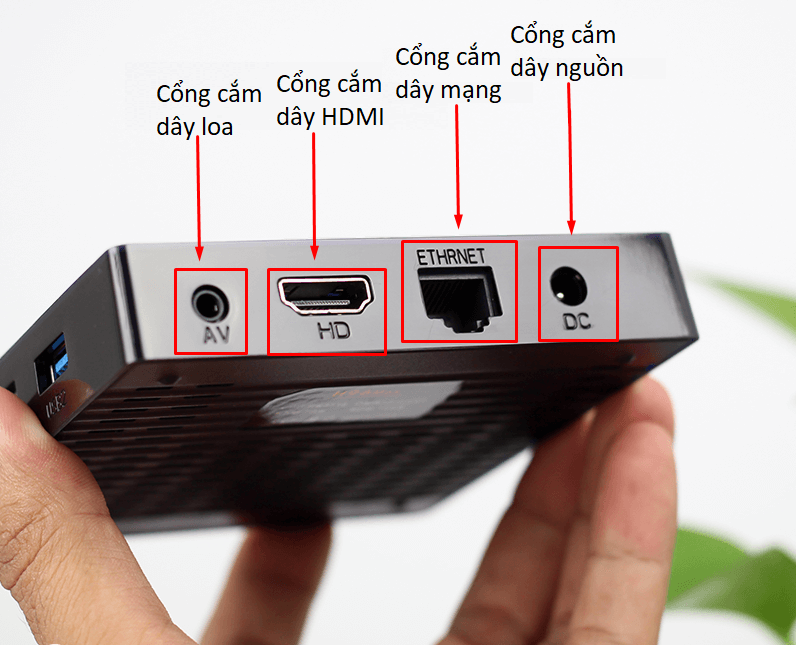 Cổng cắm
dây loa
Cổng cắm
dây HDMI
Cổng cắm
dây mạng
Cổng cắm
dây nguồn
AV
HD
ETHRNET
DC